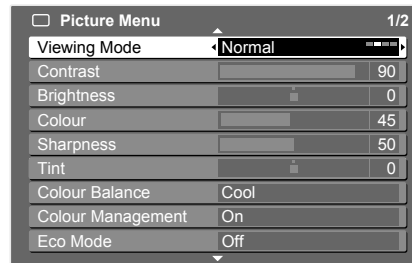 Picture Menu 1/2
Viewing Mode Normal
Contrast 90
Brightness 0
Colour 45
Sharpness 50
Tint 0
Colour Balance Cool
Colour Management On
Eco Mode Off